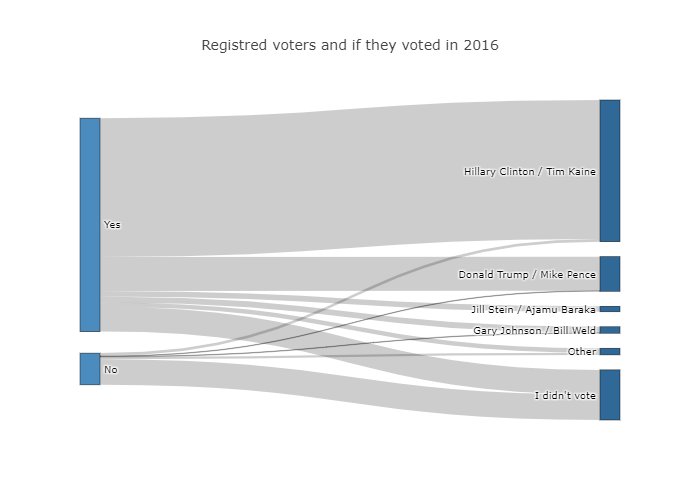 Registred voters and if they voted in 2016
Hillary Clinton / Tim Kaine
Yes
Donald Trump / Mike Pence
Jill Stein / Ajamu Baraka
Gary Johnson / Bill Weld
Other
No
I didn't vote